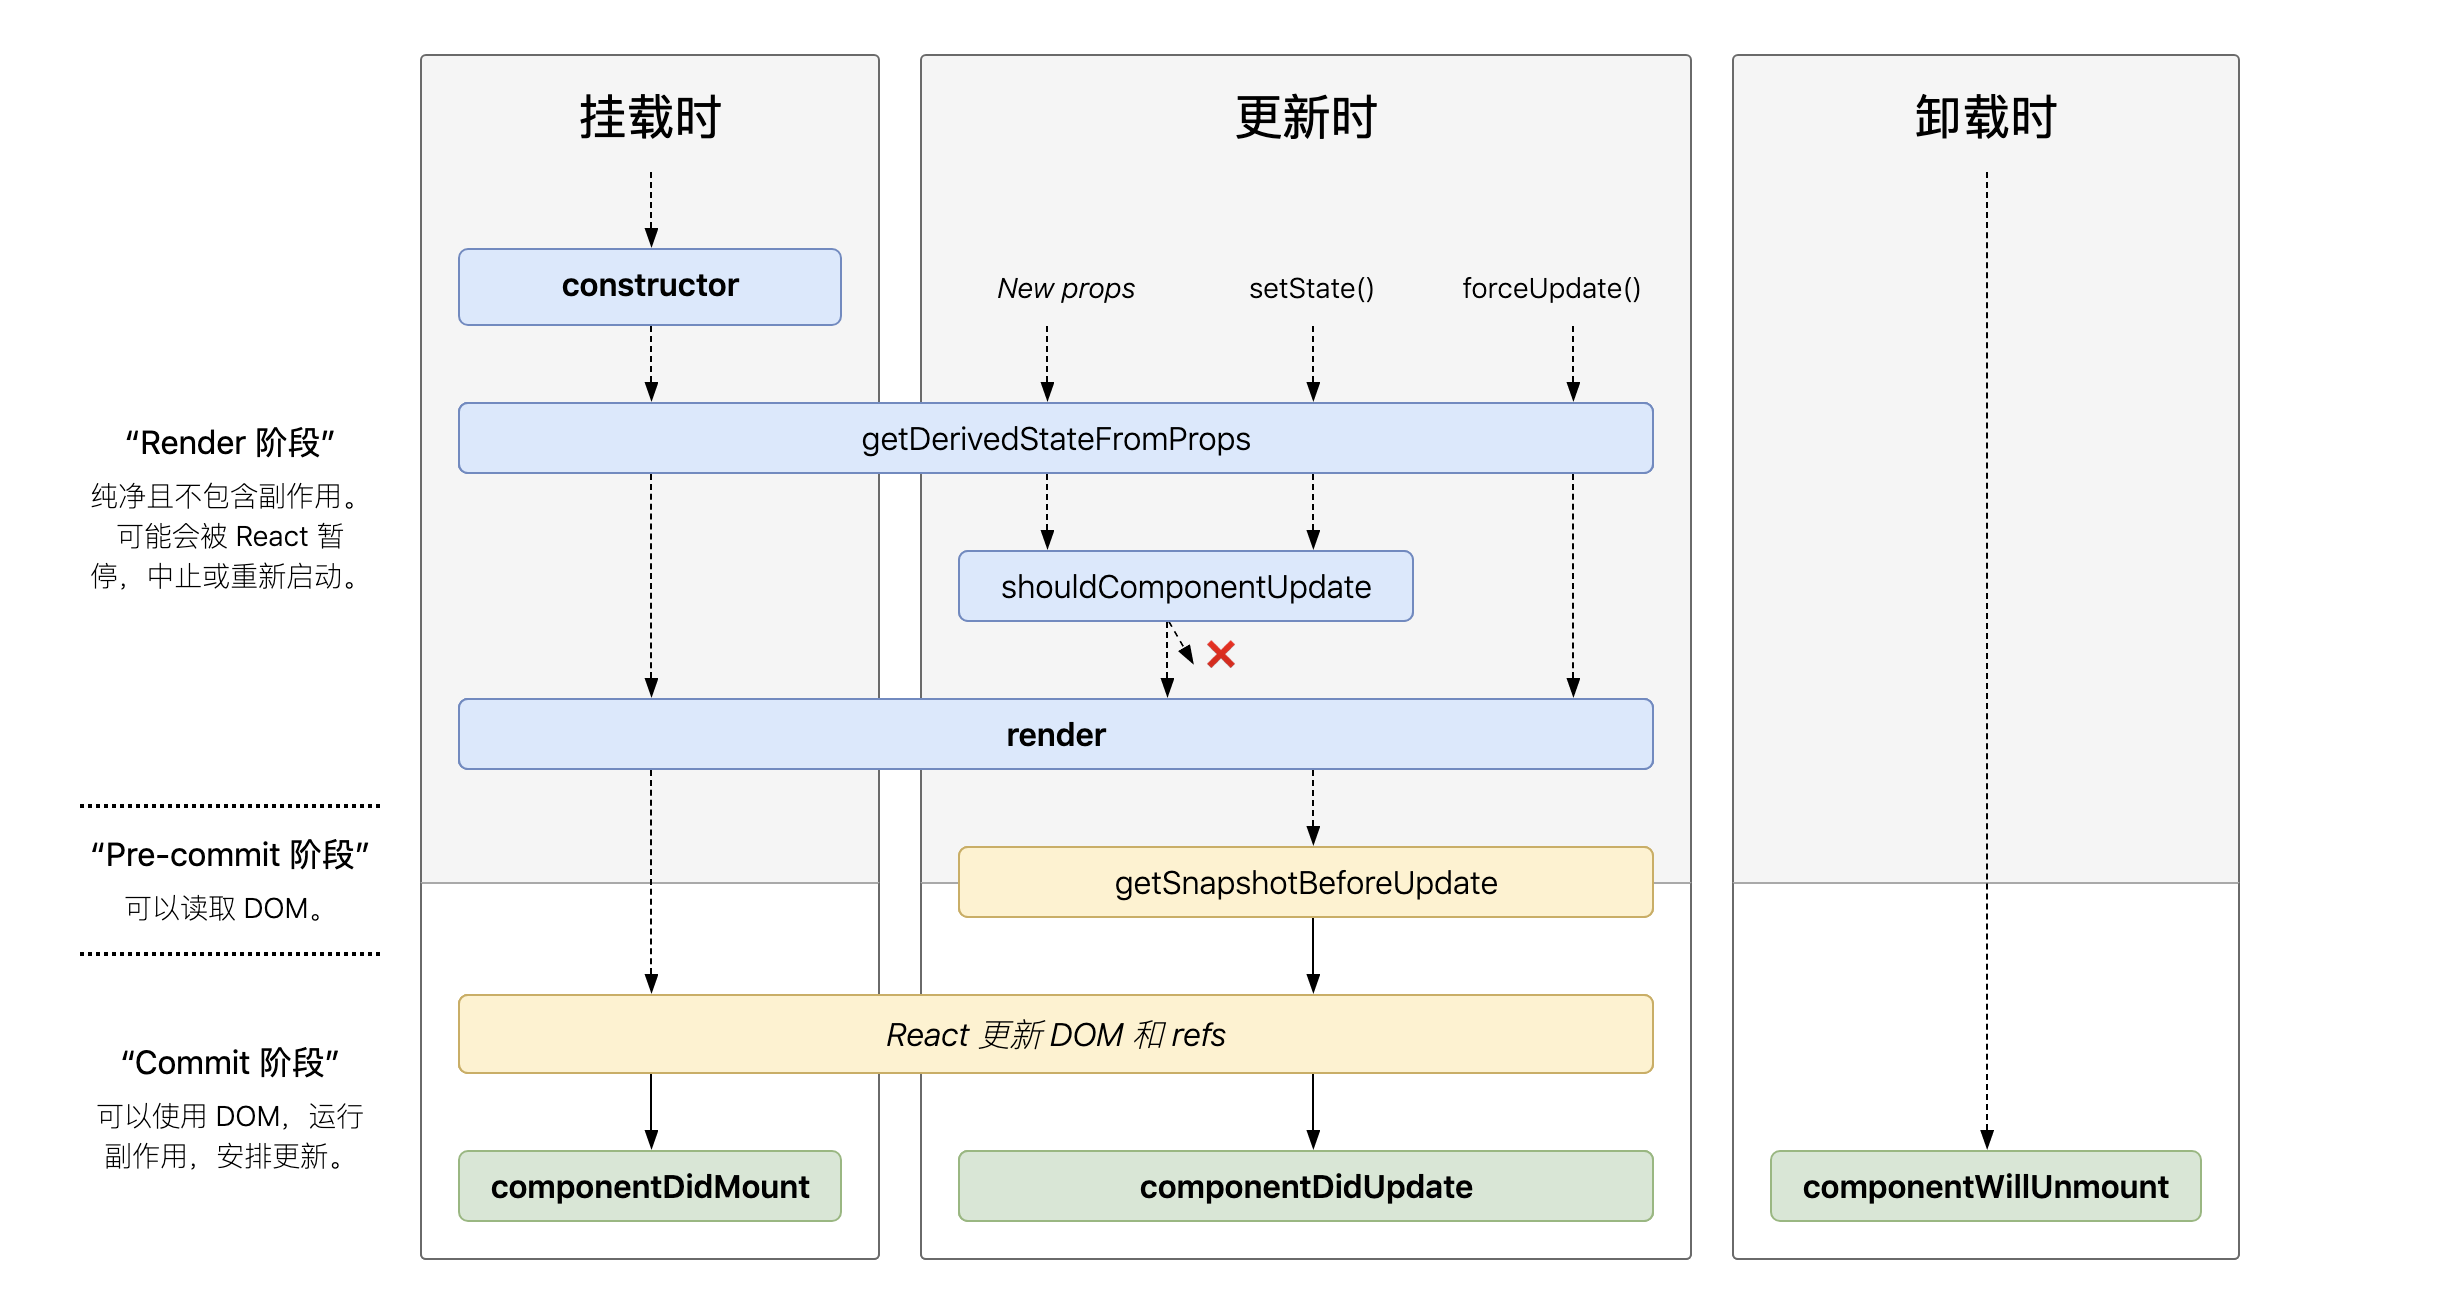 挂载时
更新时
卸载时
constructor
New props
setState()
forceUpdate()
“Render 阶段”
纯净且不包含副作用。
可能会被 React 暂
停，中止或重新启动。
getDerivedStateFromProps
shouldComponentUpdate
render
“Pre-commit 阶段”
可以读取 DOM。
getSnapshotBeforeUpdate
“Commit 阶段”
可以使用 DOM，运行
副作用，安排更新。
React 更新 DOM 和 refs
componentDidMount
componentDidUpdate
componentWillUnmount